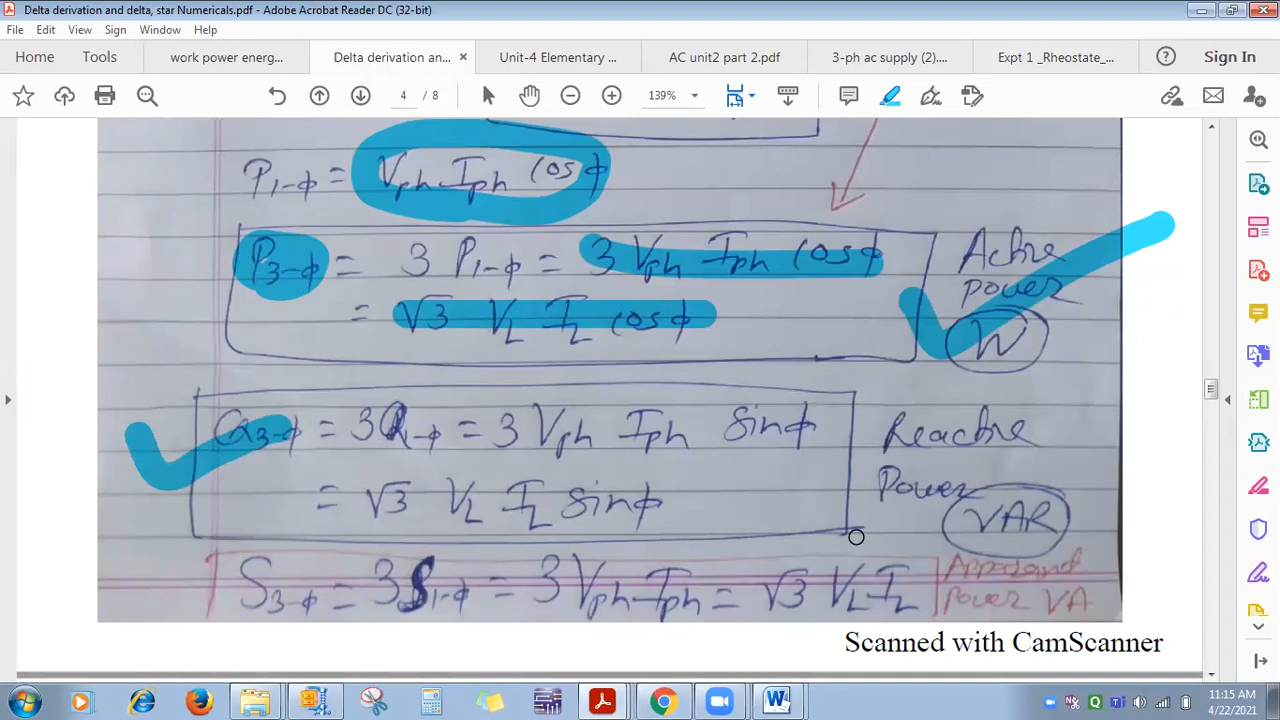 Delta derivation and delta, star Numericals.pdf - Adobe Acrobat Reader DC (32-bit)
File Edit View Sign Window Help
Home Tools work power energ... Delta derivation an... × Unit-4 Elementary ... AC unit2 part 2.pdf 3-ph ac supply (2).... Expt 1 _Rheostate_... Sign In
4 / 8 139%
P1-φ = Vph Iph Cosφ
P3-φ = 3 P1-φ = 3 Vph Iph Cosφ Active
= √3 VL IL cosφ power
W
Q3-φ = 3Q1-φ = 3 Vph Iph Sinφ Reactive
= √3 VL IL sinφ Power
VAR
S3-φ = 3S1-φ = 3 Vph Iph = √3 VL IL
Power VA
Scanned with CamScanner
11:15 AM
4/22/2021